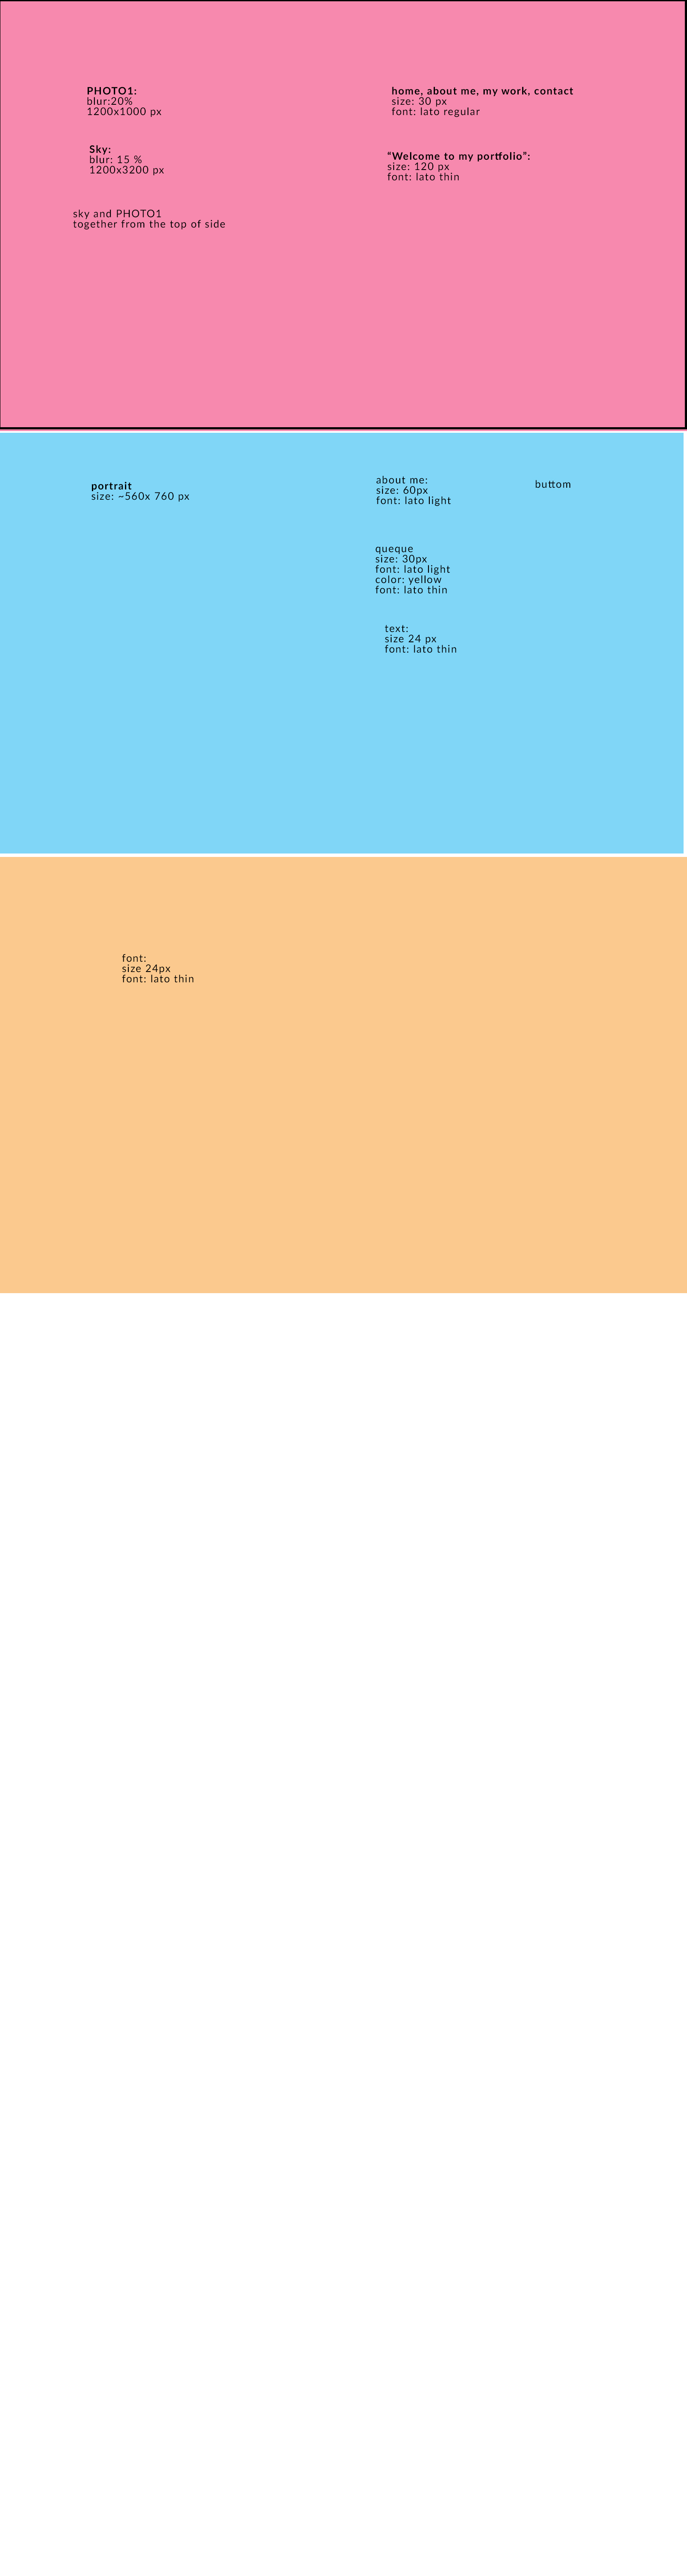 PHOTO1:
blur:20%
1200x1000 px
Sky:
blur: 15 %
1200x3200 px
sky and PHOTO1
together from the top of side
home, about me, my work, contact
size: 30 px
font: lato regular
“Welcome to my portfolio”:
size: 120 px
font: lato thin
portrait
size: ~560x 760 px
about me:
size: 60px
font: lato light
buttom
queque
size: 30px
font: lato light
color: yellow
font: lato thin
text:
size 24 px
font: lato thin
font:
size 24px
font: lato thin